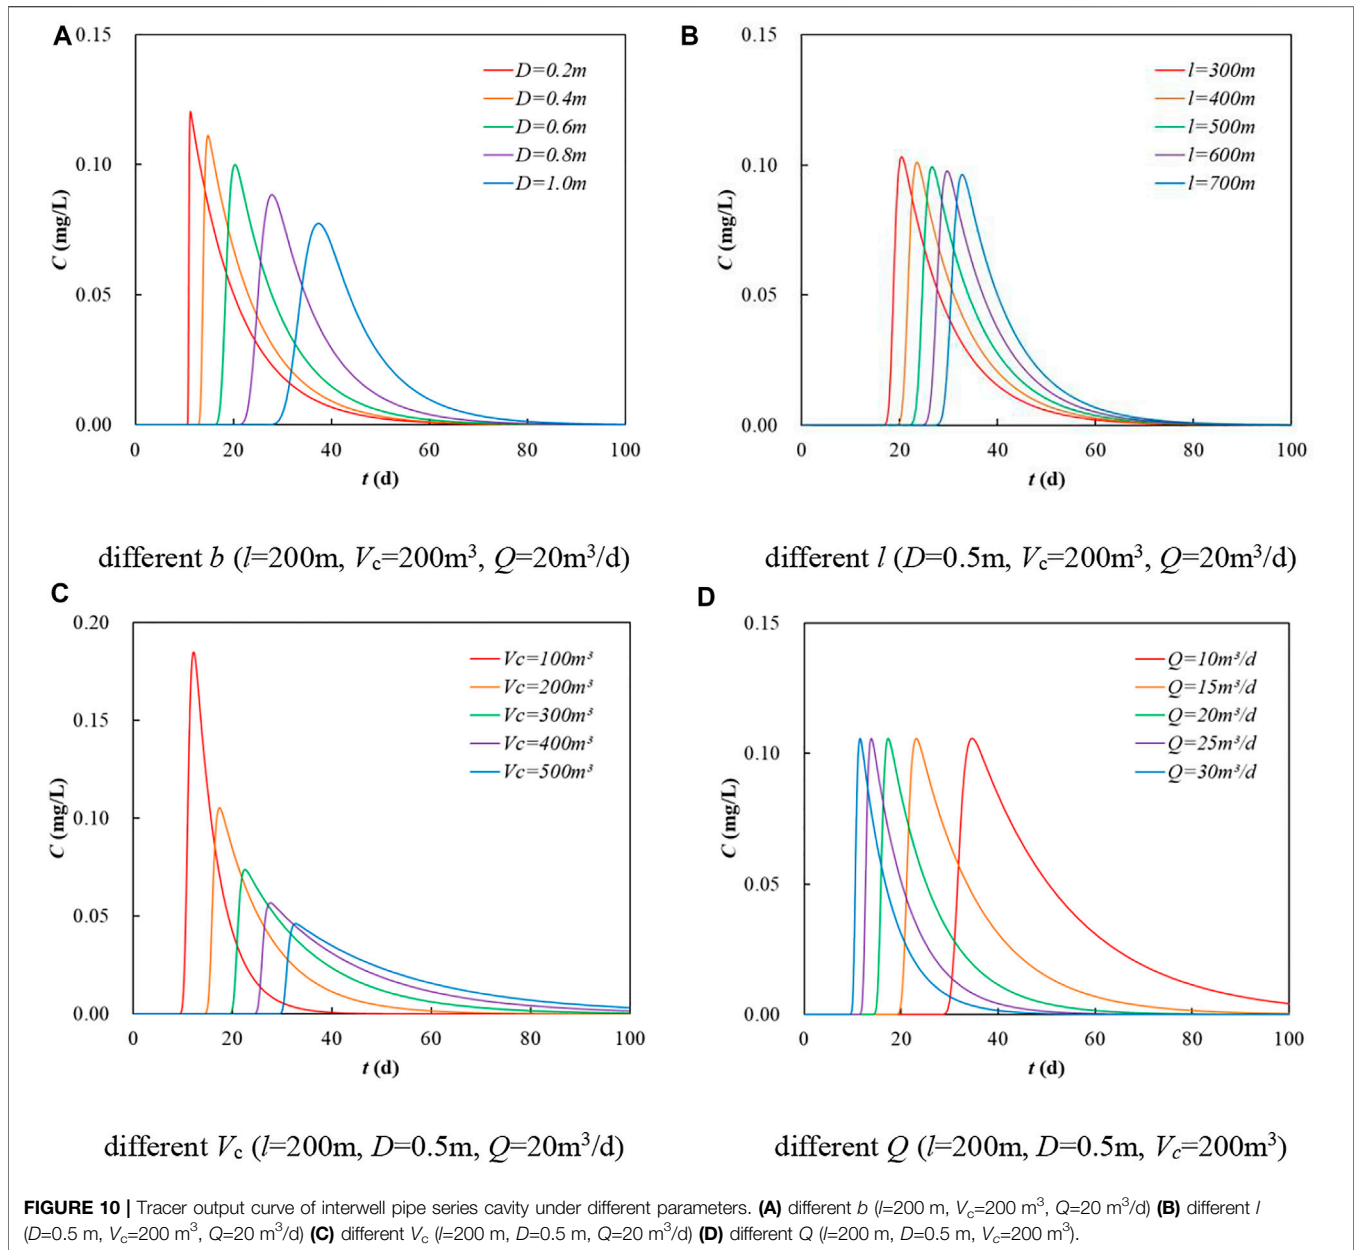 A
0.15
0.10
0.05
0.00
C (mg/L)
D=0.2m
D=0.4m
D=0.6m
D=0.8m
D=1.0m
0 20 40 60 80 100
t (d)
different b (l=200m, Vc=200m³, Q=20m³/d)
B
0.15
0.10
0.05
0.00
C (mg/L)
l=300m
l=400m
l=500m
l=600m
l=700m
0 20 40 60 80 100
t (d)
different l (D=0.5m, Vc=200m³, Q=20m³/d)
C
0.20
0.15
0.10
0.05
0.00
C (mg/L)
Vc=100m³
Vc=200m³
Vc=300m³
Vc=400m³
Vc=500m³
0 20 40 60 80 100
t (d)
different Vc (l=200m, D=0.5m, Q=20m³/d)
D
0.15
0.10
0.05
0.00
C (mg/L)
Q=10m³/d
Q=15m³/d
Q=20m³/d
Q=25m³/d
Q=30m³/d
0 20 40 60 80 100
t (d)
different Q (l=200m, D=0.5m, Vc=200m³)
FIGURE 10 | Tracer output curve of interwell pipe series cavity under different parameters. (A) different b (l=200 m, Vc=200 m³, Q=20 m³/d) (B) different l
(D=0.5 m, Vc=200 m³, Q=20 m³/d) (C) different Vc (l=200 m, D=0.5 m, Q=20 m³/d) (D) different Q (l=200 m, D=0.5 m, Vc=200 m³).